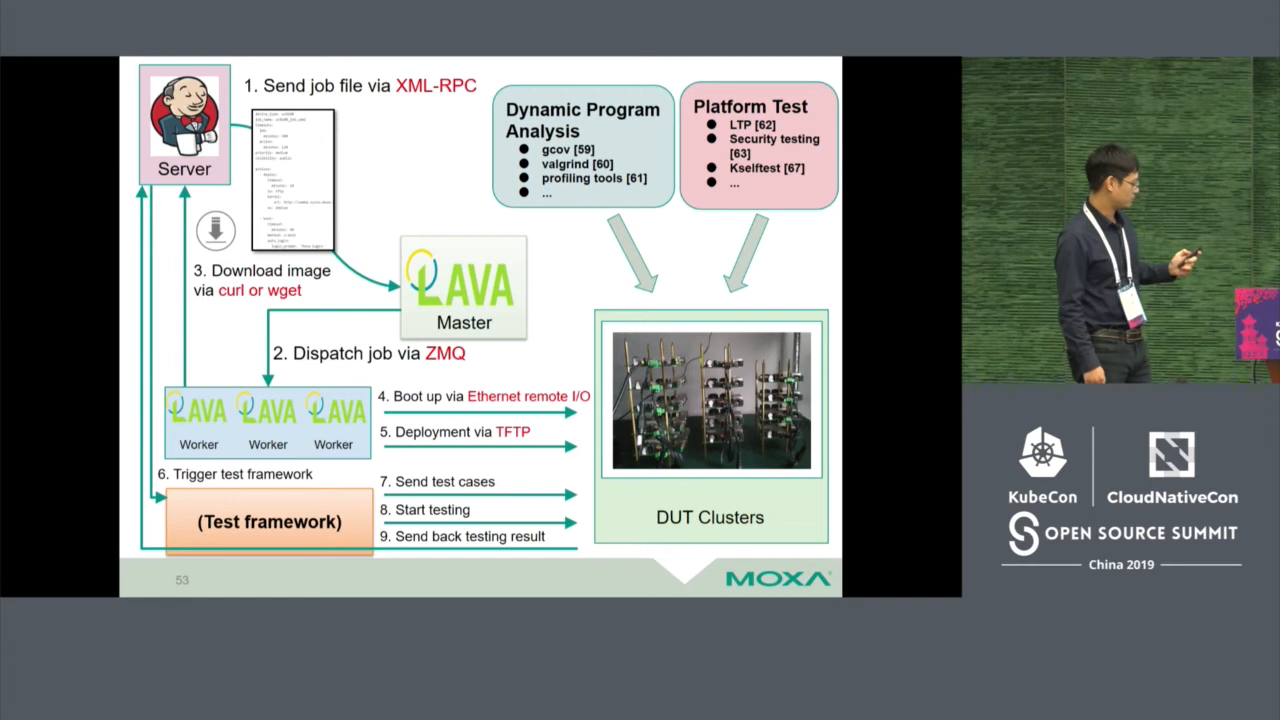 1. Send job file via XML-RPC
Server
Dynamic Program
Analysis
gcov [59]
valgrind [60]
profiling tools [61]
...
Platform Test
LTP [62]
Security testing
[63]
Kselftest [67]
...
3. Download image
via curl or wget
LAVA
Master
2. Dispatch job via ZMQ
LAVA LAVA LAVA
Worker Worker Worker
4. Boot up via Ethernet remote I/O
5. Deployment via TFTP
6. Trigger test framework
(Test framework)
7. Send test cases
8. Start testing
9. Send back testing result
DUT Clusters
53
MOXA
KubeCon
CloudNativeCon
OPEN SOURCE SUMMIT
China 2019